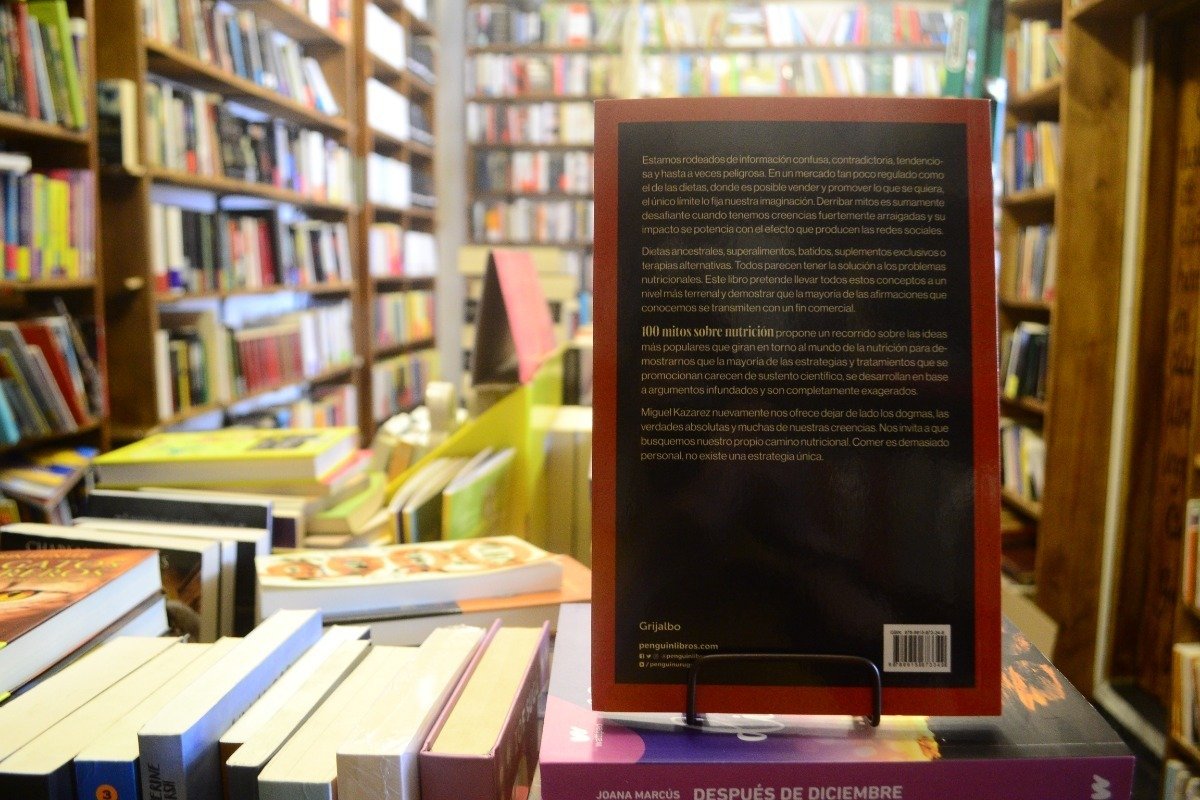 Estamos rodeados de información confusa, contradictoria, tendencio-
sa y hasta a veces peligrosa. En un mercado tan poco regulado como
el de las dietas, donde es posible vender y promover lo que se quiera,
el único límite lo fija nuestra imaginación. Derribar mitos es sumamente
desafiante cuando tenemos creencias fuertemente arraigadas y su
impacto se potencia con el efecto que producen las redes sociales.
Dietas ancestrales, superalimentos, batidos, suplementos exclusivos o
terapias alternativas. Todos parecen tener la solución a los problemas
nutricionales. Este libro pretende llevar todos estos conceptos a un
nivel más terrenal y demostrar que la mayoría de las afirmaciones que
conocemos se transmiten con un fin comercial.
100 mitos sobre nutrición propone un recorrido sobre las ideas
más populares que giran en torno al mundo de la nutrición para de-
mostrarnos que la mayoría de las estrategias y tratamientos que se
promocionan carecen de sustento científico, se desarrollan en base
a argumentos infundados y son completamente exagerados.
Miguel Kazarez nuevamente nos ofrece dejar de lado los dogmas, las
verdades absolutas y muchas de nuestras creencias. Nos invita a que
busquemos nuestro propio camino nutricional. Comer es demasiado
personal, no existe una estrategia única.
Grijalbo
penguinlibros.com
JOANA MARCÚS DESPUÉS DE DICIEMBRE
3